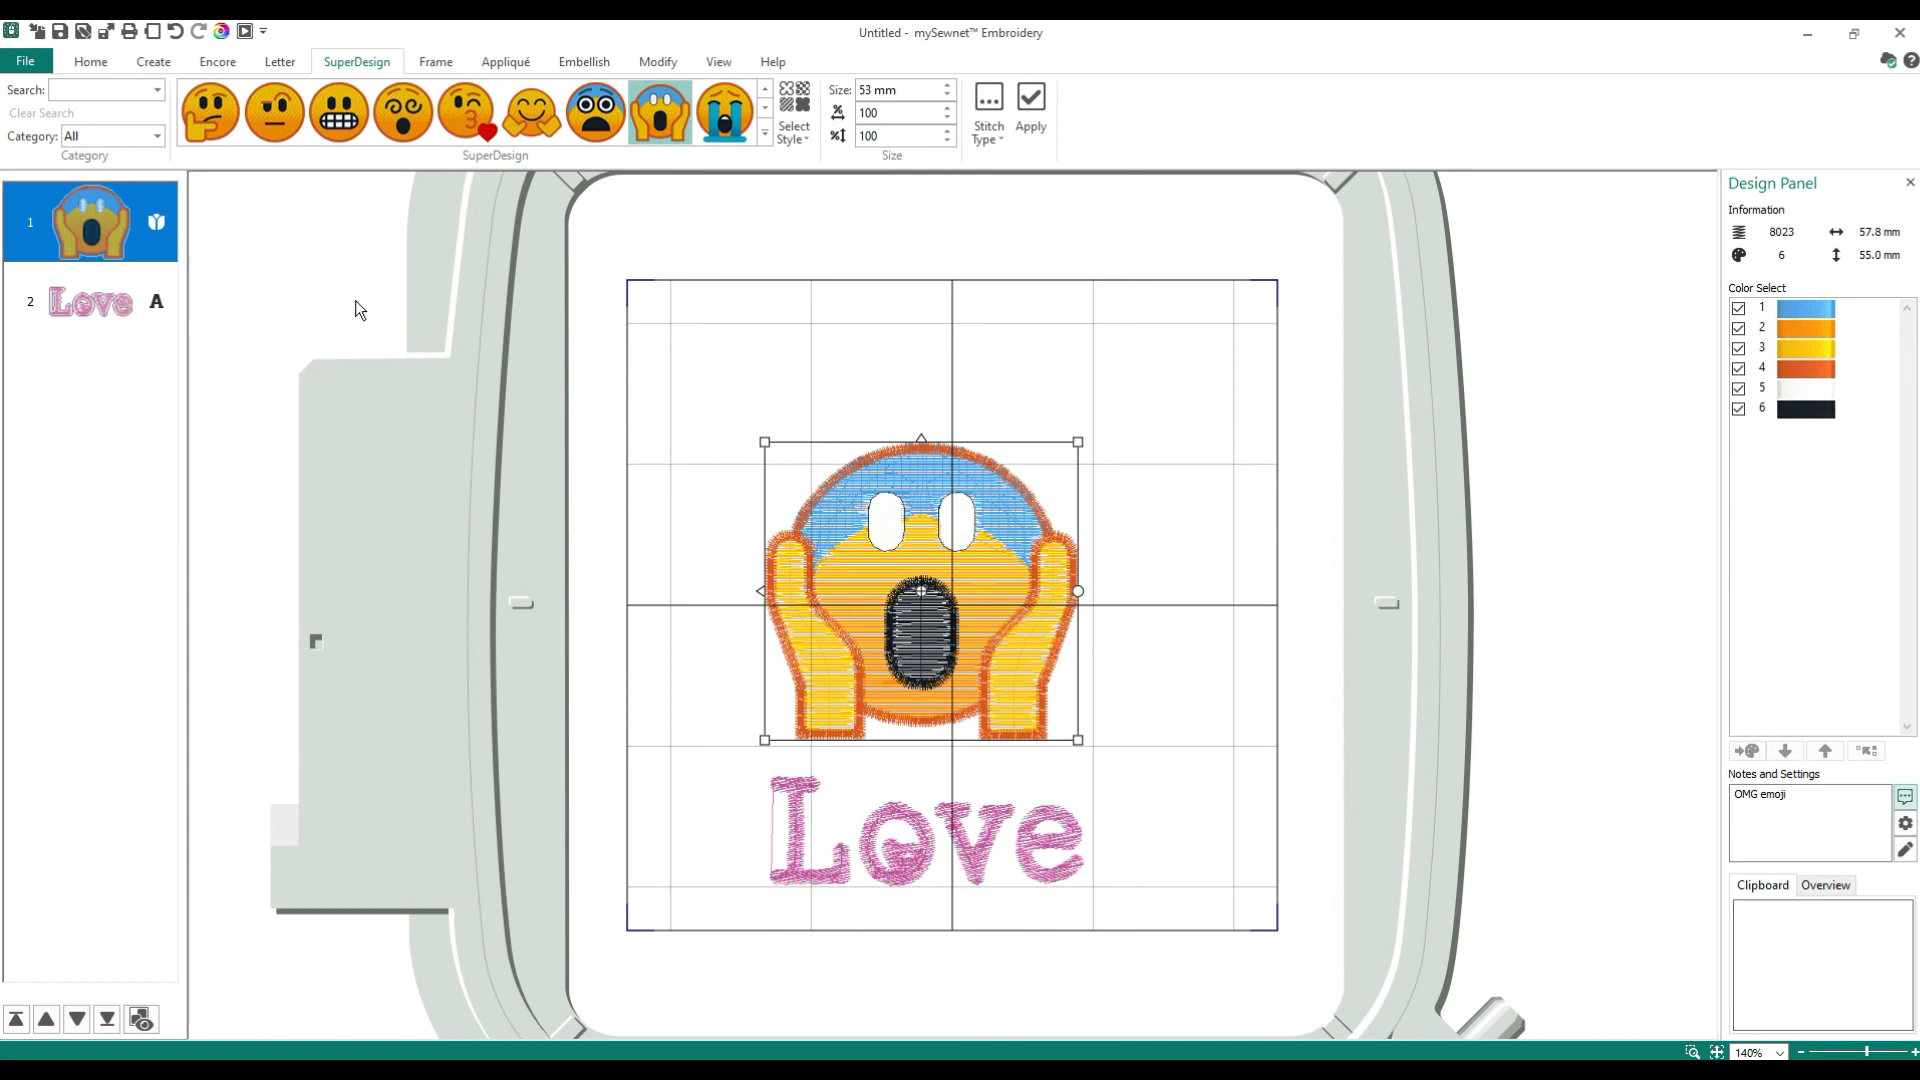 Untitled - mySewnet™ Embroidery
File Home Create Encore Letter SuperDesign Frame Appliqué Embellish Modify View Help
Search:
Clear Search
Category: All
Category
SuperDesign
Select
Style
Size: 53 mm
100
100
Size
Stitch
Type
Apply
1
2 Love A
Love
Design Panel
Information
8023 57.8 mm
6 55.0 mm
Color Select
1
2
3
4
5
6
Notes and Settings
OMG emoji
Clipboard Overview
140%